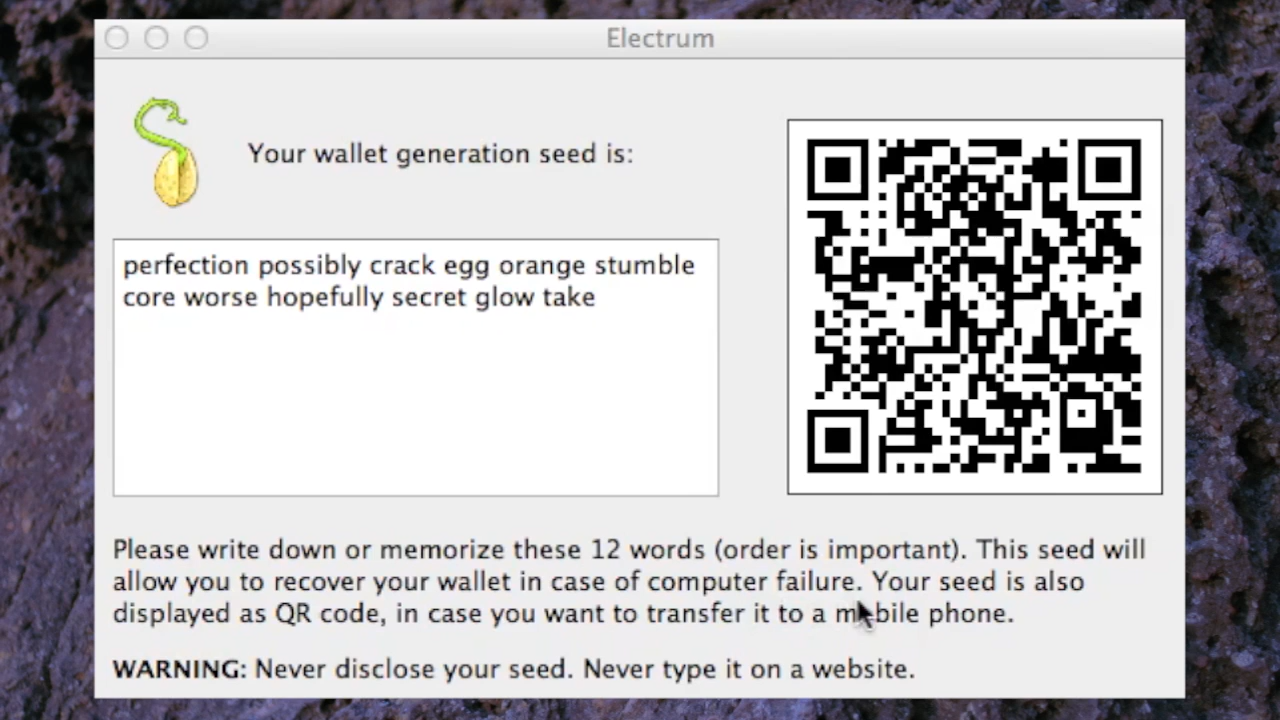 Electrum
Your wallet generation seed is:
perfection possibly crack egg orange stumble
core worse hopefully secret glow take
Please write down or memorize these 12 words (order is important). This seed will
allow you to recover your wallet in case of computer failure. Your seed is also
displayed as QR code, in case you want to transfer it to a mobile phone.
WARNING: Never disclose your seed. Never type it on a website.